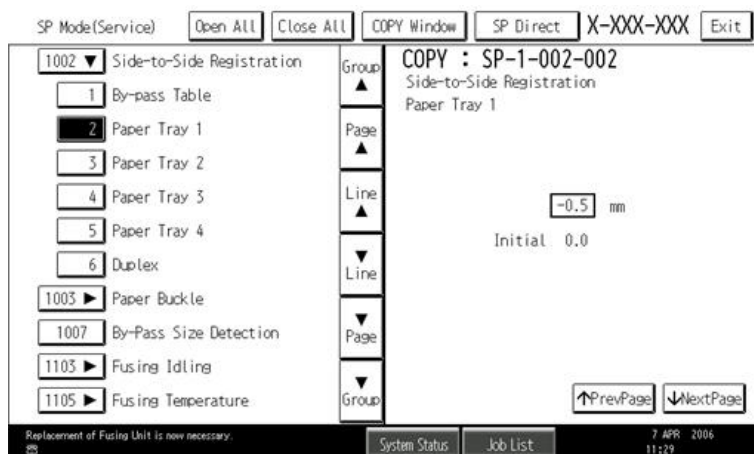 SP Mode(Service) Open All Close All COPY Window SP Direct X-XXX-XXX Exit
1002 ▼ Side-to-Side Registration
1 By-pass Table
2 Paper Tray 1
3 Paper Tray 2
4 Paper Tray 3
5 Paper Tray 4
6 Duplex
1003 ► Paper Buckle
1007 By-Pass Size Detection
1103 ► Fusing Idling
1105 ► Fusing Temperature
Group
▲
Page
▲
Line
▲
▼
Line
▼
Page
▼
Group
COPY : SP-1-002-002
Side-to-Side Registration
Paper Tray 1
-0.5 mm
Initial 0.0
↑PrevPage ↓NextPage
Replacement of Fusing Unit is now necessary.
System Status Job List
7 APR 2006
11:29